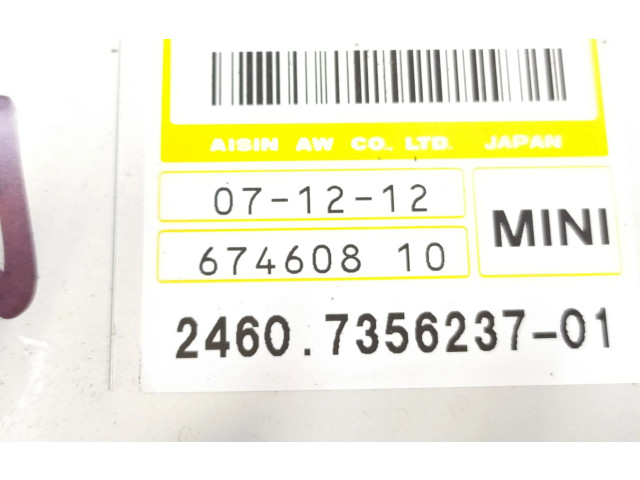 AISIN AW CO., LTD. JAPAN
07-12-12
MINI
674608 10
2460.7356237-01